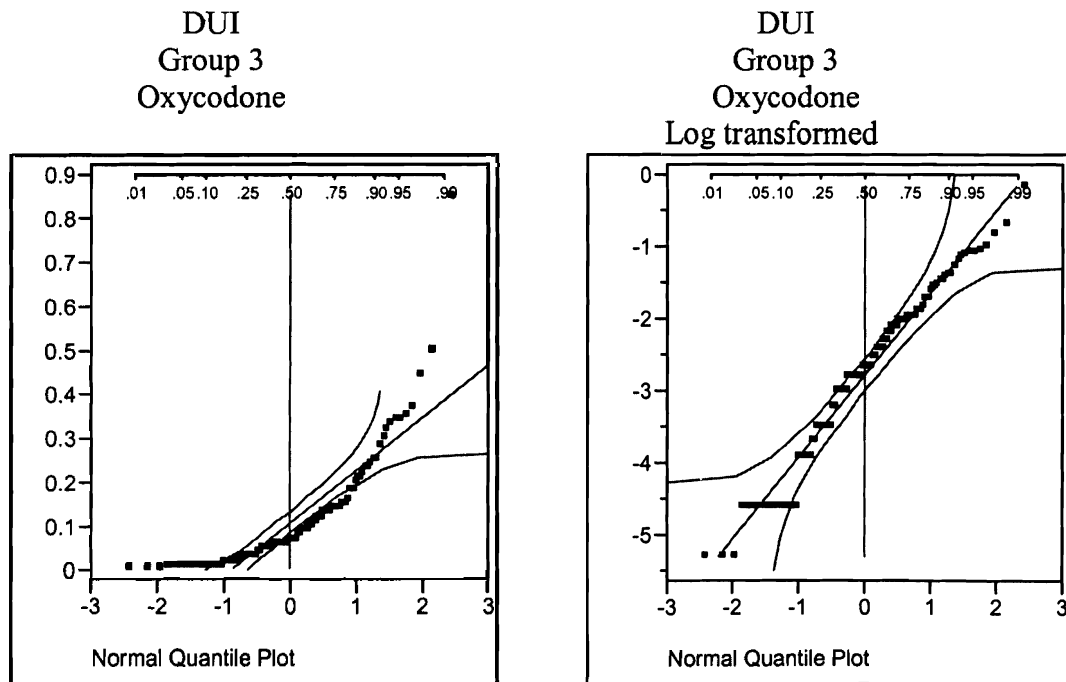 DUI
Group 3
Oxycodone
DUI
Group 3
Oxycodone
Log transformed
0.9
0.8
0.7
0.6
0.5
0.4
0.3
0.2
0.1
0
.01 .05 .10 .25 .50 .75 .90 .95 .99
-3 -2 -1 0 1 2 3
Normal Quantile Plot
0
-1
-2
-3
-4
-5
.01 .05 .10 .25 .50 .75 .90 .95 .99
-3 -2 -1 0 1 2 3
Normal Quantile Plot